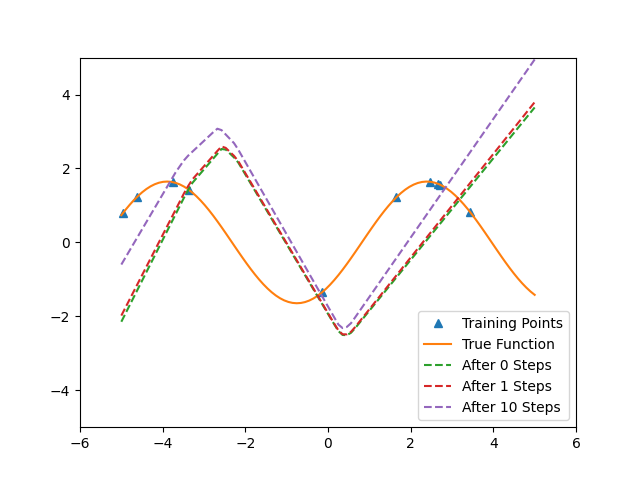 4
2
0
−2
−4
−6
−4
−2
0
2
4
6
Training Points
True Function
After 0 Steps
After 1 Steps
After 10 Steps